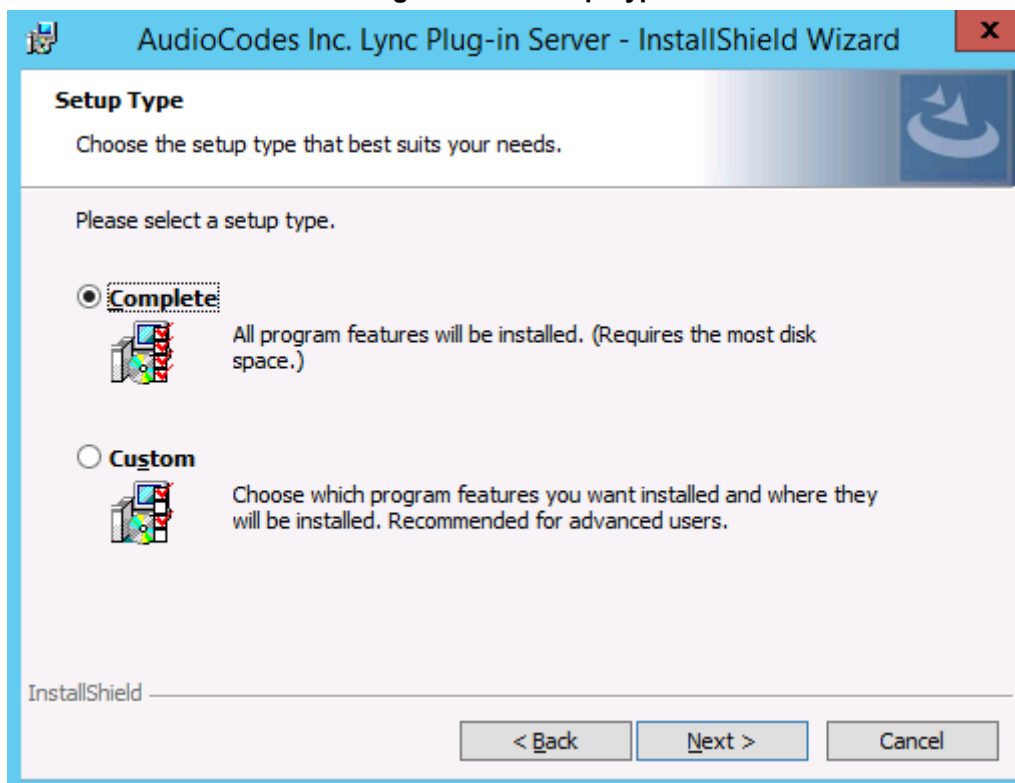 AudioCodes Inc. Lync Plug-in Server - InstallShield Wizard
x
Setup Type
Choose the setup type that best suits your needs.
Please select a setup type.
Complete
All program features will be installed. (Requires the most disk
space.)
Custom
Choose which program features you want installed and where they
will be installed. Recommended for advanced users.
InstallShield
< Back Next > Cancel